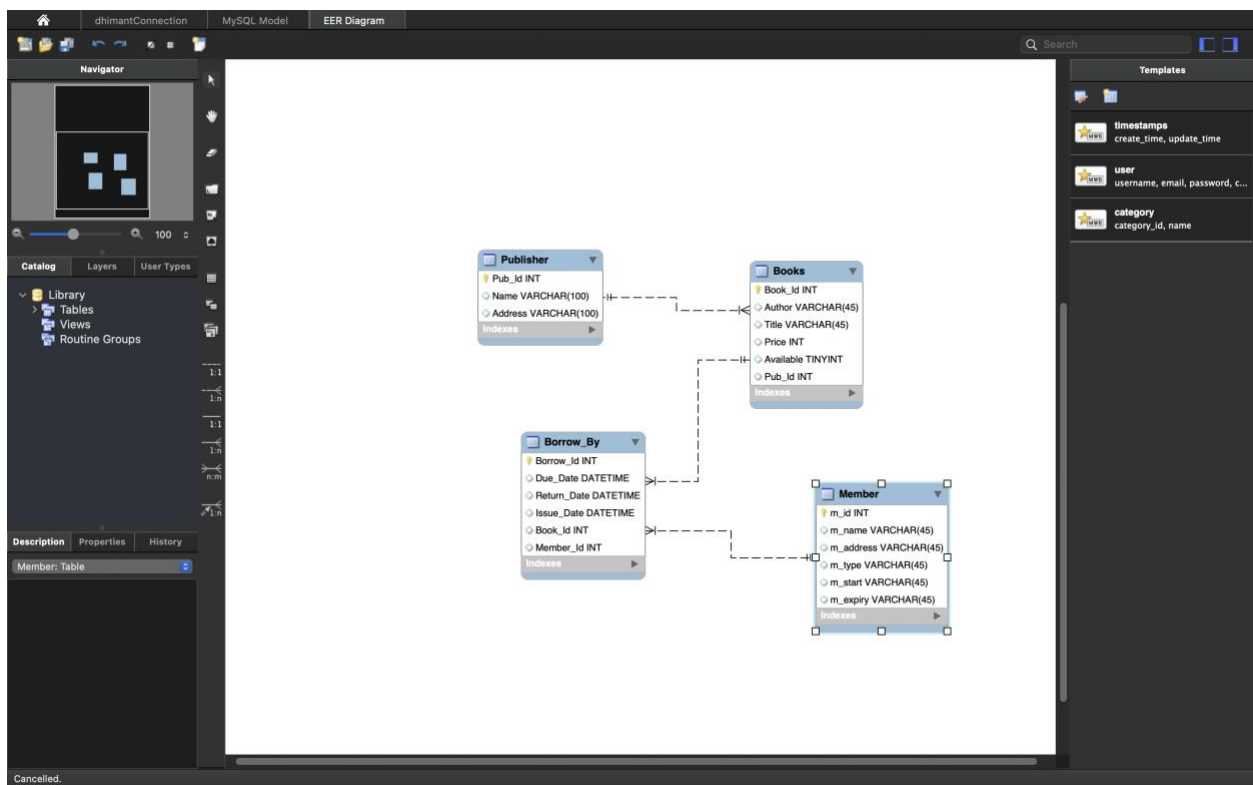 dhimantConnection
MySQL Model
EER Diagram
Search
Navigator
100
Catalog
Layers
User Types
Library
Tables
Views
Routine Groups
Description
Properties
History
Member: Table
Cancelled.
1:1
1:n
1:1
1:n
n:m
1:n
Publisher
Pub_Id INT
Name VARCHAR(100)
Address VARCHAR(100)
Indexes
Books
Book_Id INT
Author VARCHAR(45)
Title VARCHAR(45)
Price INT
Available TINYINT
Pub_Id INT
Indexes
Borrow_By
Borrow_Id INT
Due_Date DATETIME
Return_Date DATETIME
Issue_Date DATETIME
Book_Id INT
Member_Id INT
Indexes
Member
m_id INT
m_name VARCHAR(45)
m_address VARCHAR(45)
m_type VARCHAR(45)
m_start VARCHAR(45)
m_expiry VARCHAR(45)
Indexes
Templates
timestamps
create_time, update_time
user
username, email, password, c...
category
category_id, name